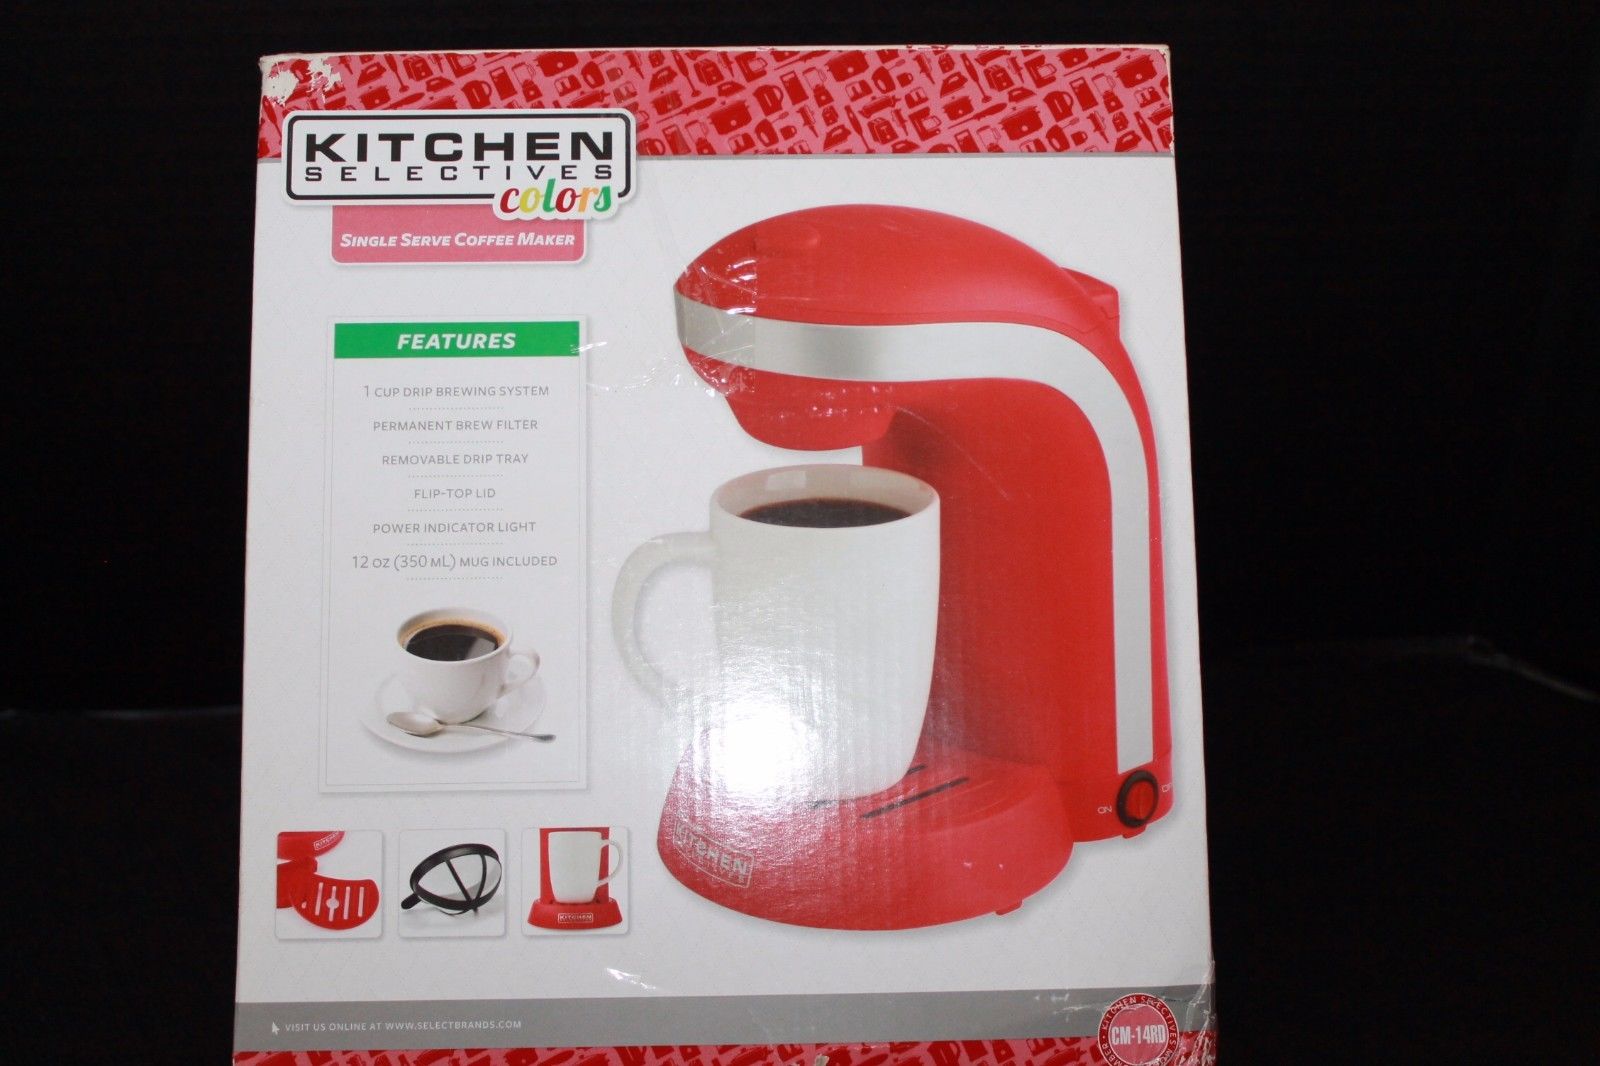 KITCHEN
SELECTIVES
colors
SINGLE SERVE COFFEE MAKER
FEATURES
1 CUP DRIP BREWING SYSTEM
PERMANENT BREW FILTER
REMOVABLE DRIP TRAY
FLIP-TOP LID
POWER INDICATOR LIGHT
12 OZ (350 ML) MUG INCLUDED
ON
KITCHEN
KITCHEN
KITCHEN
VISIT US ONLINE AT WWW.SELECTBRANDS.COM
KITCHEN SELECTIVES
CM-14RD